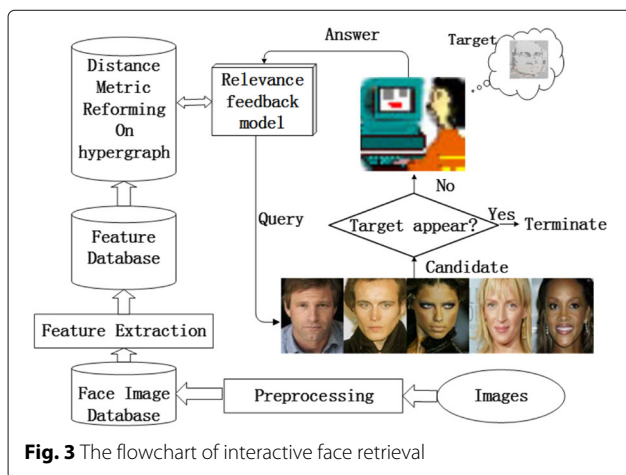 Answer
Target
Distance
Metric
Reforming
On
hypergraph
Relevance
feedback
model
No
Query
Target appear?
Yes
Terminate
Feature
Database
Candidate
Feature Extraction
Face Image
Database
Preprocessing
Images
Fig. 3 The flowchart of interactive face retrieval